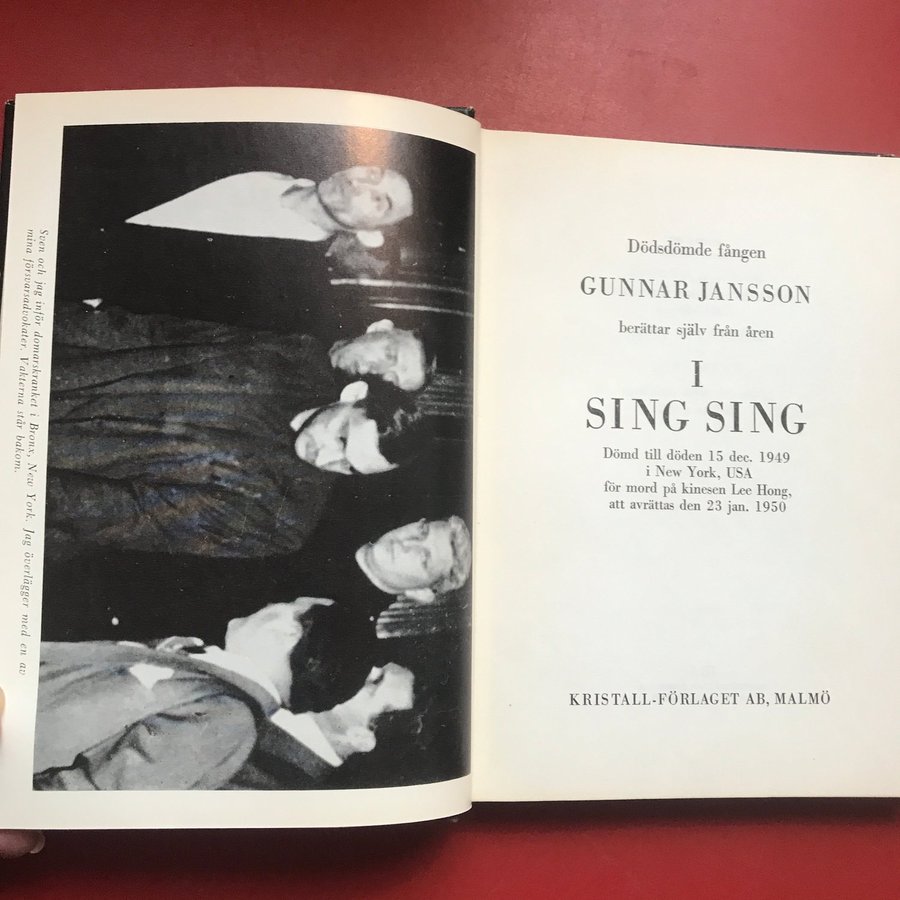 Sven och jag inför domarskranket i Bronx, New York. Jag överlägger med en av
mina försvarsadvokater. Vakterna står bakom.
Dödsdömde fången
GUNNAR JANSSON
berättar själv från åren
I
SING SING
Dömd till döden 15 dec. 1949
i New York, USA
för mord på kinesen Lee Hong,
att avrättas den 23 jan. 1950
KRISTALL-FÖRLAGET AB, MALMÖ